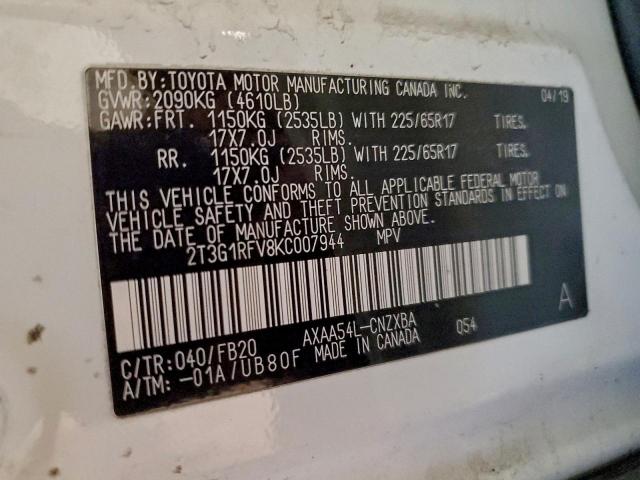 MFD.BY:TOYOTA MOTOR MANUFACTURING CANADA INC. 04/19
GVWR:2090KG (4610LB)
GAWR:FRT. 1150KG (2535LB) WITH 225/65R17 TIRES.
17X7.0J RIMS.
RR. 1150KG (2535LB) WITH 225/65R17 TIRES.
17X7.0J RIMS.
THIS VEHICLE CONFORMS TO ALL APPLICABLE FEDERAL MOTOR
VEHICLE SAFETY AND THEFT PREVENTION STANDARDS IN EFFECT ON
THE DATE OF MANUFACTURE SHOWN ABOVE.
2T3G1RFV8KC007944 MPV
A
C/TR:040/FB20 AXAA54L-CNZXBA Q54
A/TM:-01A/UB80F MADE IN CANADA